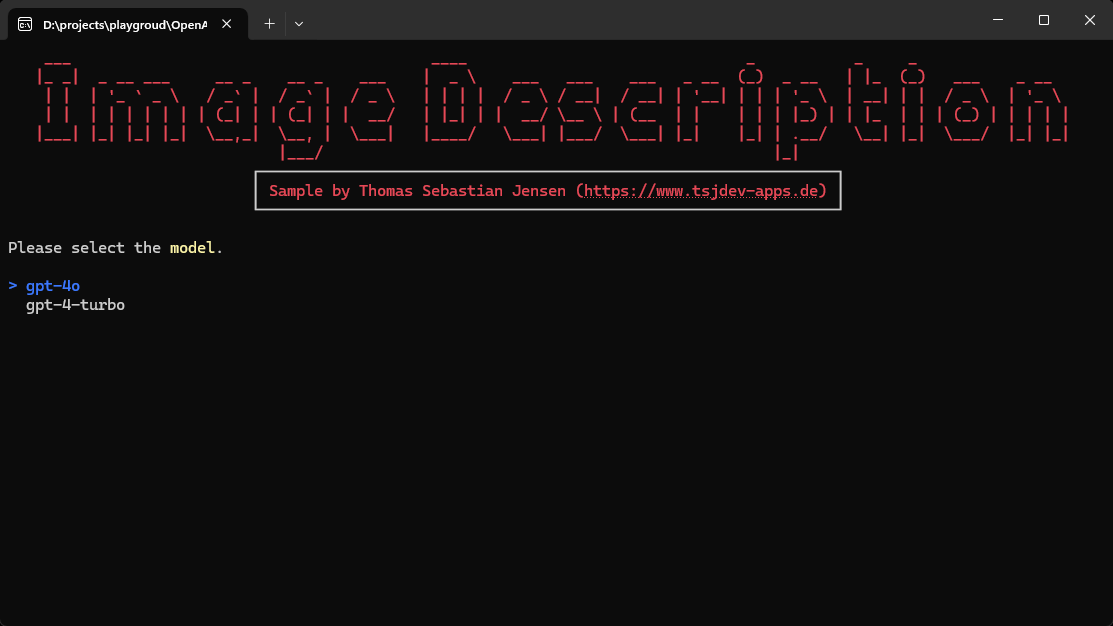 D:\projects\playgroud\OpenA
Image Description
Sample by Thomas Sebastian Jensen (https://www.tsjdev-apps.de)
Please select the model.
> gpt-4o
gpt-4-turbo